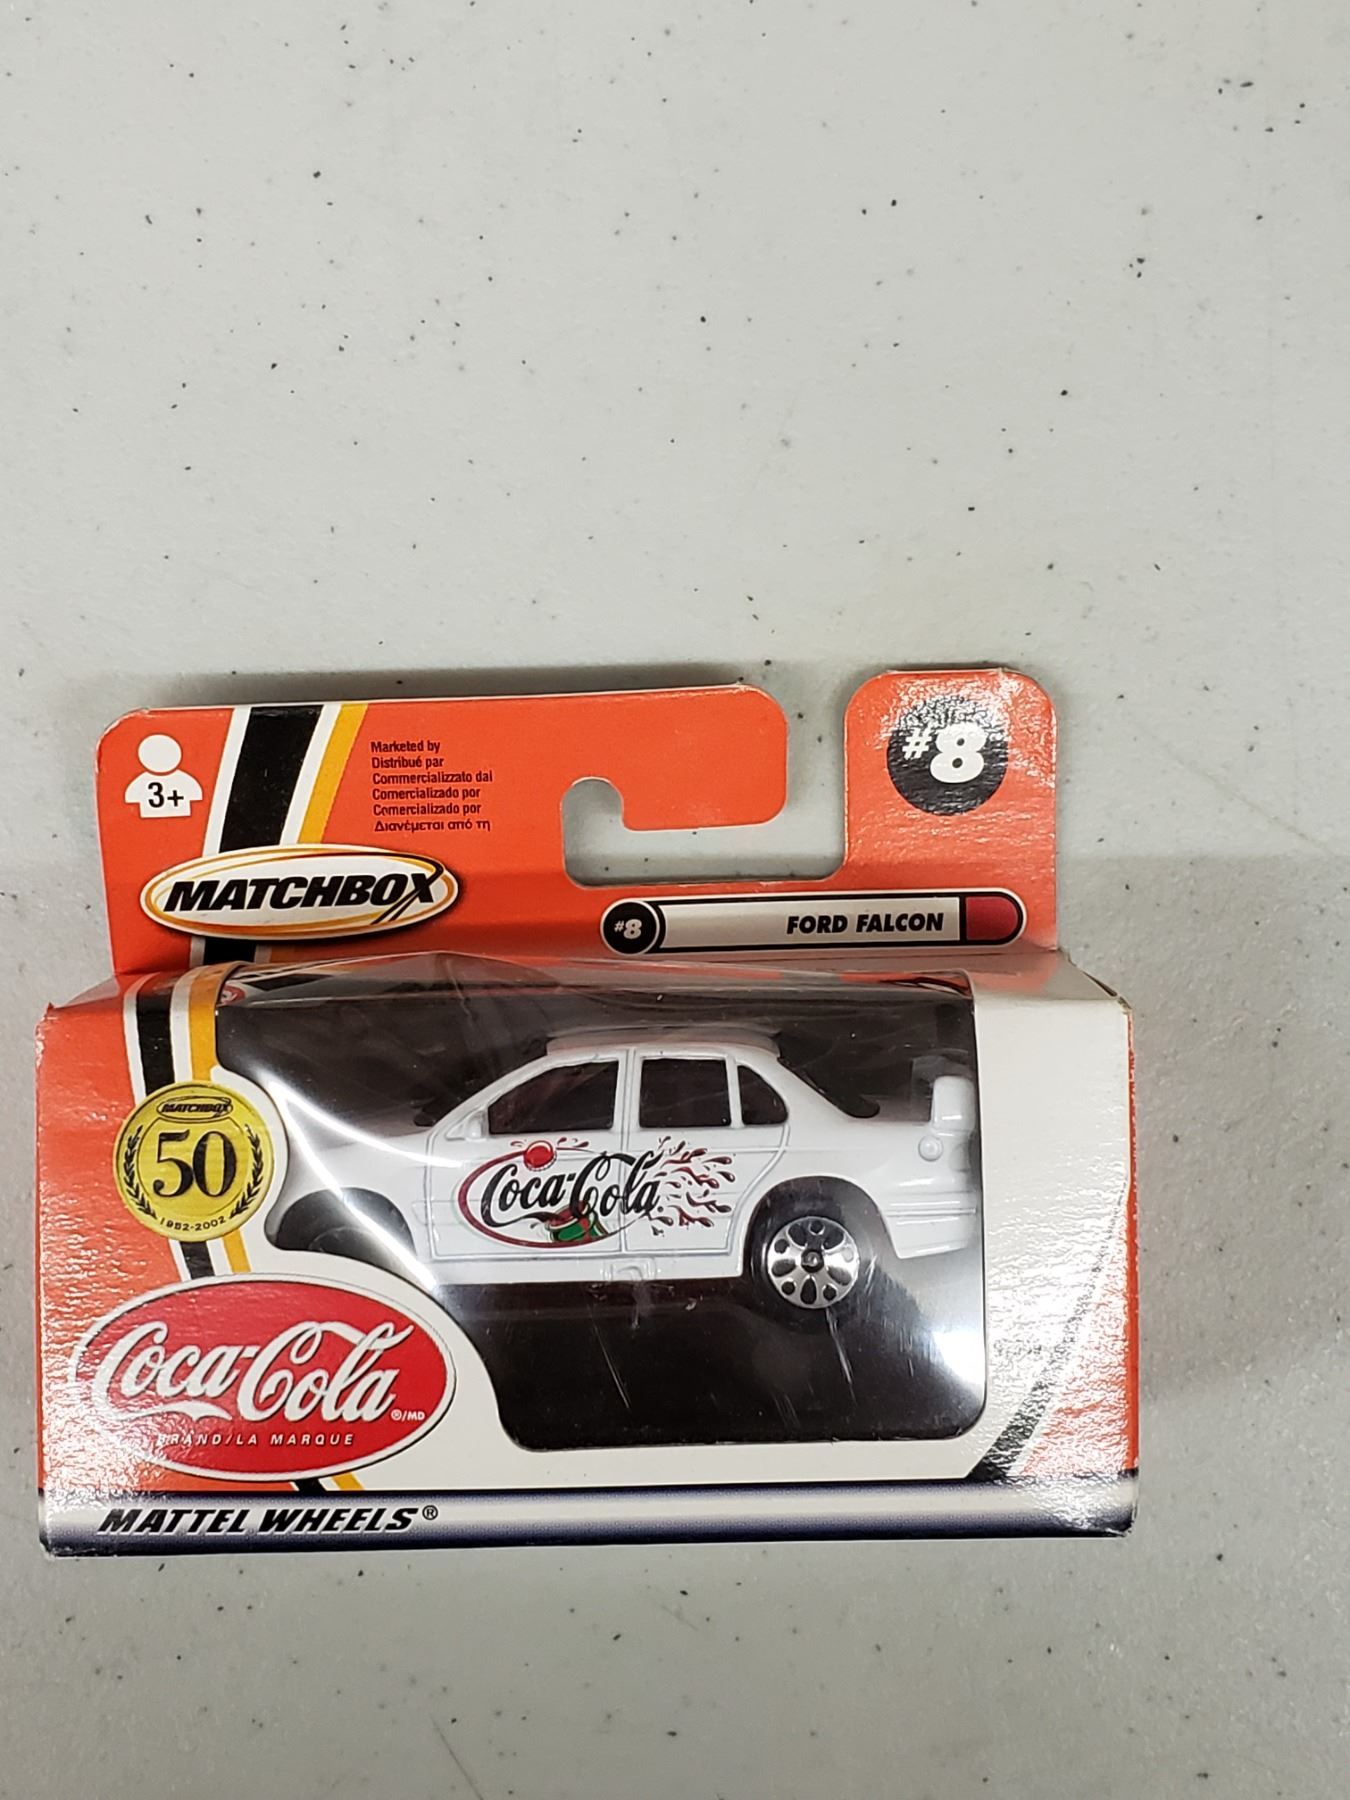 #8
3+
Marketed by
Distribué par
Commercializzato dal
Comercializado por
Comercializado por
Διανέμεται από τη
MATCHBOX
#8 FORD FALCON
MATCHBOX
50
1952-2002
Coca-Cola
Coca-Cola ®/MD
BRAND/LA MARQUE
MATTEL WHEELS®